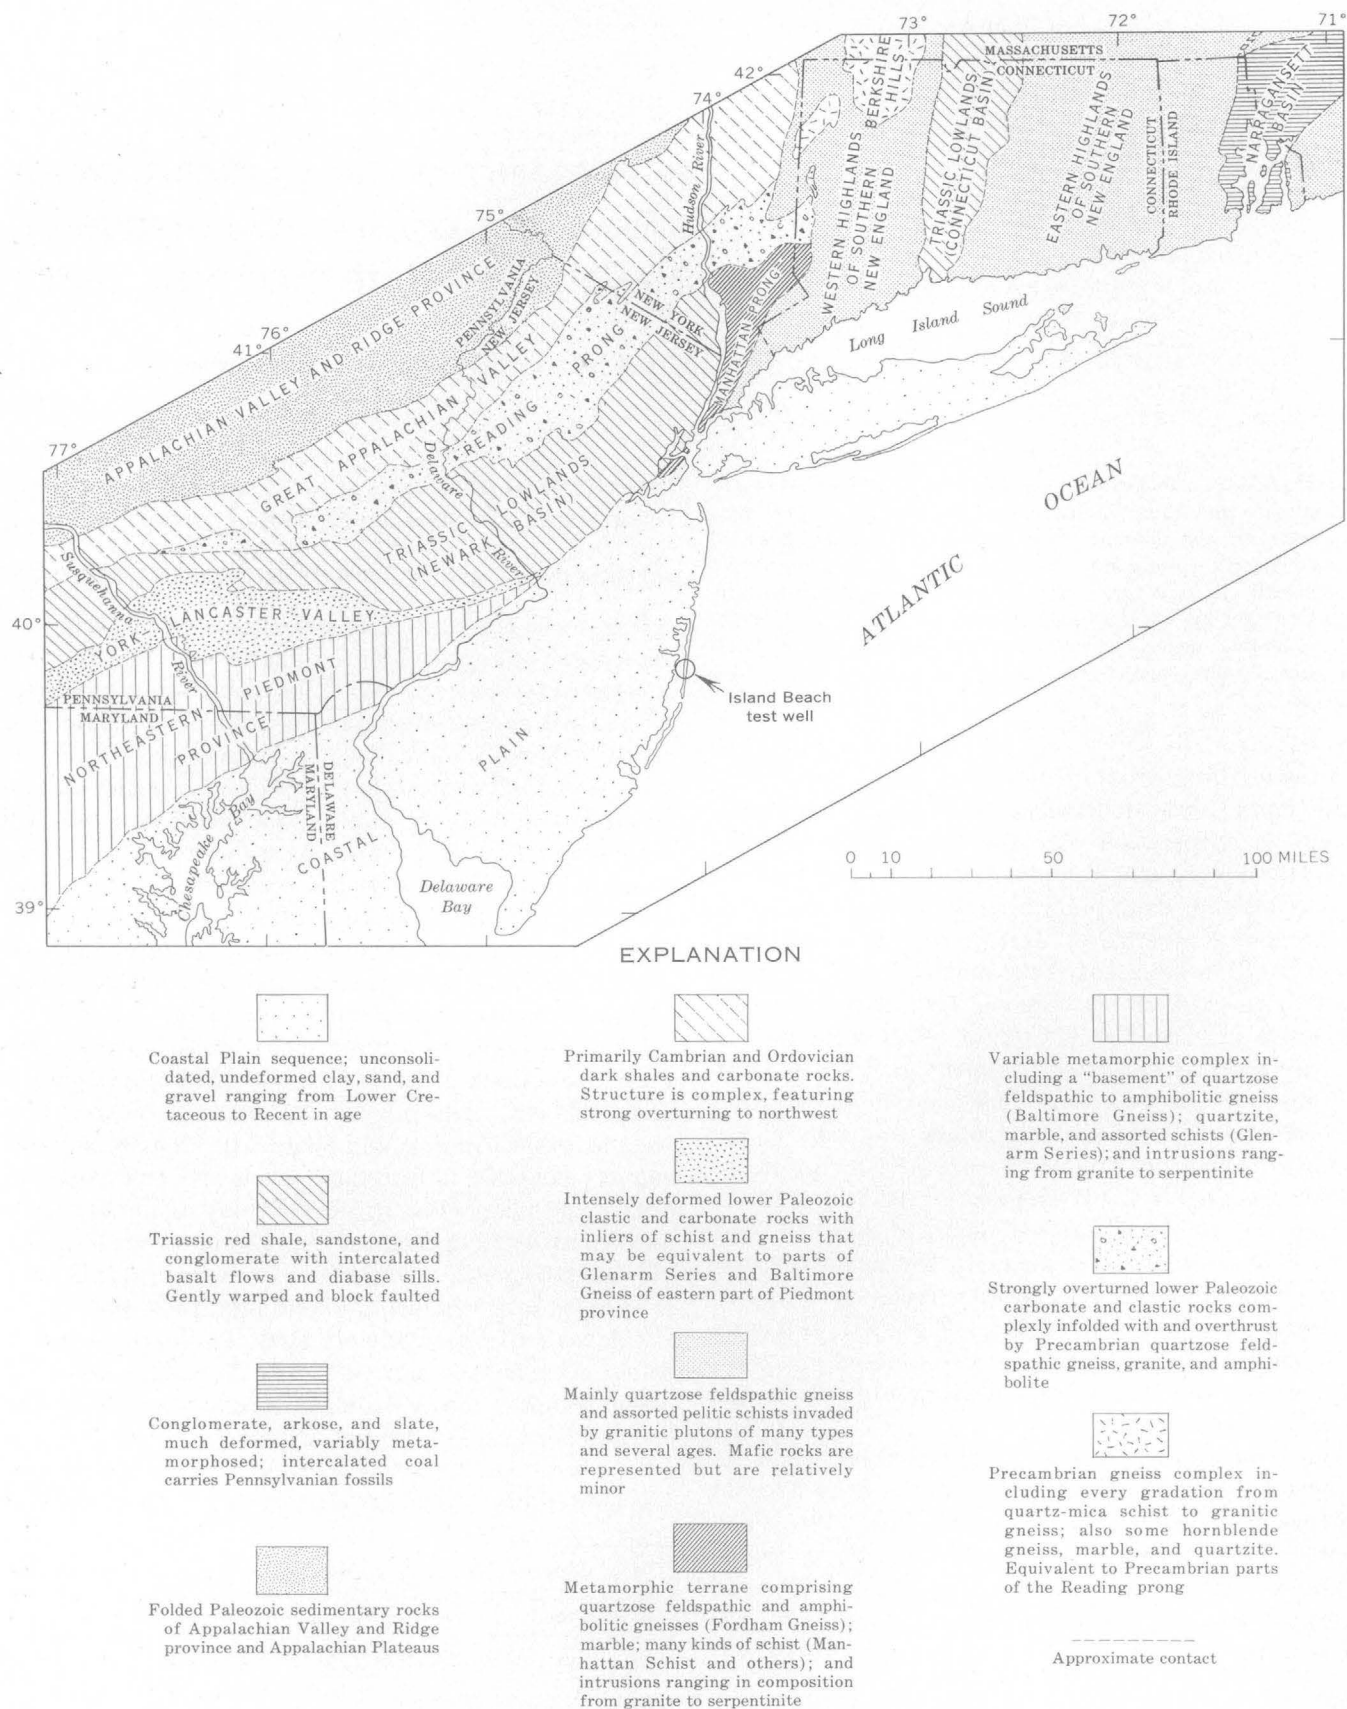 73°
72°
71°
MASSACHUSETTS
CONNECTICUT
42°
74°
BERKSHIRE
HILLS
WESTERN HIGHLANDS
OF SOUTHERN
NEW ENGLAND
TRIASSIC LOWLANDS
(CONNECTICUT BASIN)
EASTERN HIGHLANDS
OF SOUTHERN
NEW ENGLAND
CONNECTICUT
RHODE ISLAND
NARRAGANSETT
BASIN
Hudson River
75°
PENNSYLVANIA
NEW JERSEY
NEW YORK
NEW JERSEY
MANHATTAN PRONG
Long Island Sound
76°
41°
APPALACHIAN VALLEY AND RIDGE PROVINCE
GREAT APPALACHIAN VALLEY
READING PRONG
77°
Delaware
River
TRIASSIC LOWLANDS
(NEWARK BASIN)
ATLANTIC OCEAN
Susquehanna
River
40°
YORK LANCASTER VALLEY
PENNSYLVANIA
MARYLAND
NORTHEASTERN PIEDMONT
PROVINCE
Island Beach
test well
COASTAL PLAIN
DELAWARE
MARYLAND
Chesapeake Bay
Delaware
Bay
39°
0 10 50 100 MILES
EXPLANATION
Coastal Plain sequence; unconsoli-
dated, undeformed clay, sand, and
gravel ranging from Lower Cre-
taceous to Recent in age
Triassic red shale, sandstone, and
conglomerate with intercalated
basalt flows and diabase sills.
Gently warped and block faulted
Conglomerate, arkose, and slate,
much deformed, variably meta-
morphosed; intercalated coal
carries Pennsylvanian fossils
Folded Paleozoic sedimentary rocks
of Appalachian Valley and Ridge
province and Appalachian Plateaus
Primarily Cambrian and Ordovician
dark shales and carbonate rocks.
Structure is complex, featuring
strong overturning to northwest
Intensely deformed lower Paleozoic
clastic and carbonate rocks with
inliers of schist and gneiss that
may be equivalent to parts of
Glenarm Series and Baltimore
Gneiss of eastern part of Piedmont
province
Mainly quartzose feldspathic gneiss
and assorted pelitic schists invaded
by granitic plutons of many types
and several ages. Mafic rocks are
represented but are relatively
minor
Metamorphic terrane comprising
quartzose feldspathic and amphi-
bolitic gneisses (Fordham Gneiss);
marble; many kinds of schist (Man-
hattan Schist and others); and
intrusions ranging in composition
from granite to serpentinite
Variable metamorphic complex in-
cluding a "basement" of quartzose
feldspathic to amphibolitic gneiss
(Baltimore Gneiss); quartzite,
marble, and assorted schists (Glen-
arm Series); and intrusions rang-
ing from granite to serpentinite
Strongly overturned lower Paleozoic
carbonate and clastic rocks com-
plexly infolded with and overthrust
by Precambrian quartzose feld-
spathic gneiss, granite, and amphi-
bolite
Precambrian gneiss complex in-
cluding every gradation from
quartz-mica schist to granitic
gneiss; also some hornblende
gneiss, marble, and quartzite.
Equivalent to Precambrian parts
of the Reading prong
Approximate contact